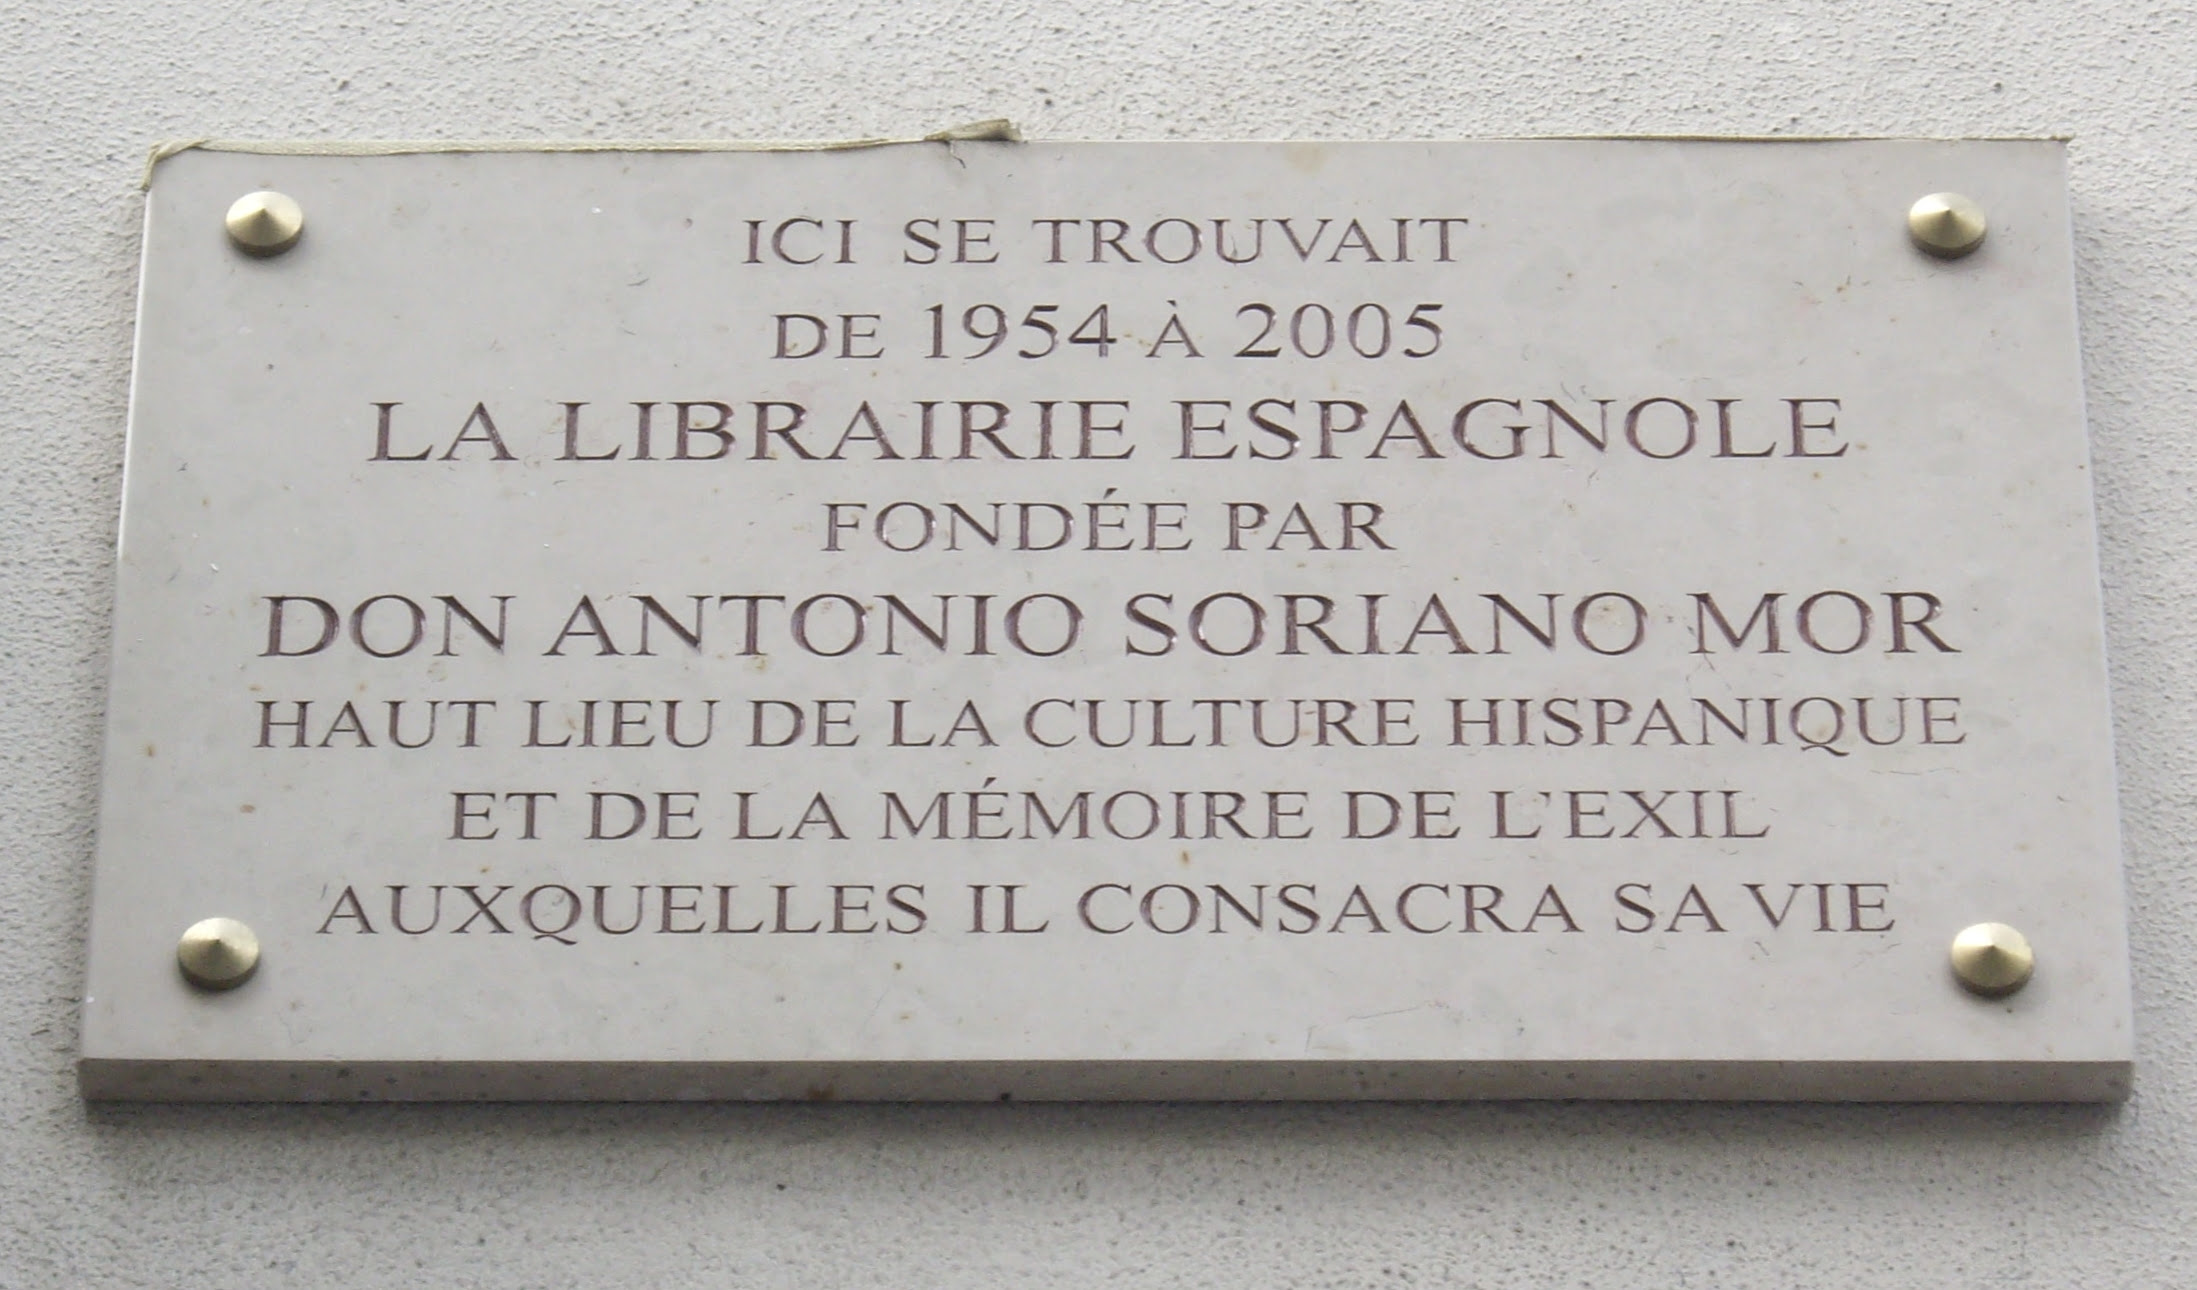 ICI SE TROUVAIT
DE 1954 À 2005
LA LIBRAIRIE ESPAGNOLE
FONDÉE PAR
DON ANTONIO SORIANO MOR
HAUT LIEU DE LA CULTURE HISPANIQUE
ET DE LA MÉMOIRE DE L'EXIL
AUXQUELLES IL CONSACRA SA VIE